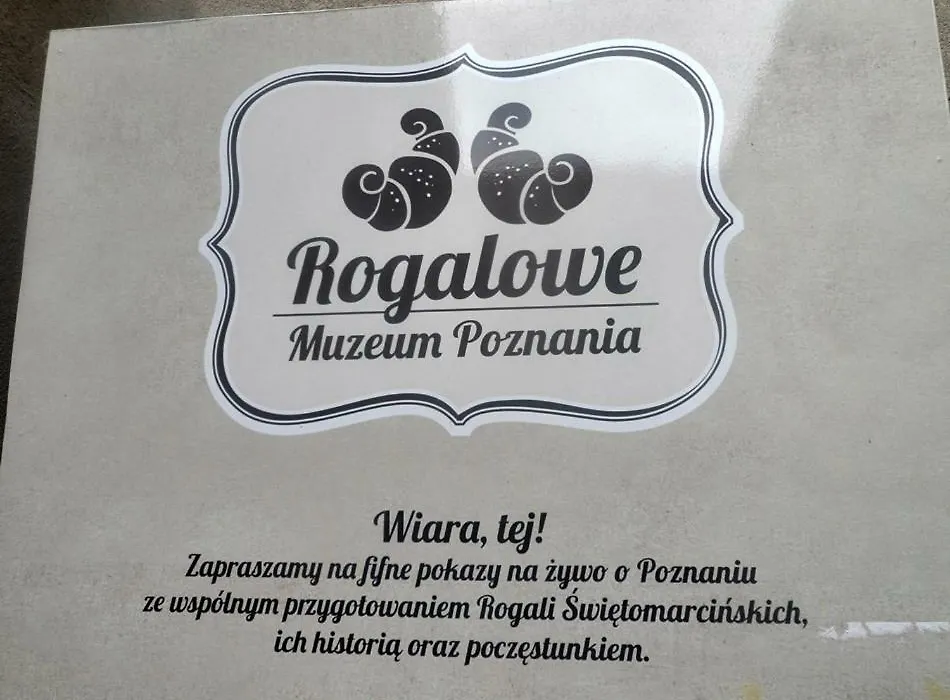 Rogalowe
Muzeum Poznania
Wiara, tej!
Zapraszamy na fifne pokazy na żywo o Poznaniu
ze wspólnym przygotowaniem Rogali Świętomarcińskich,
ich historią oraz poczęstunkiem.